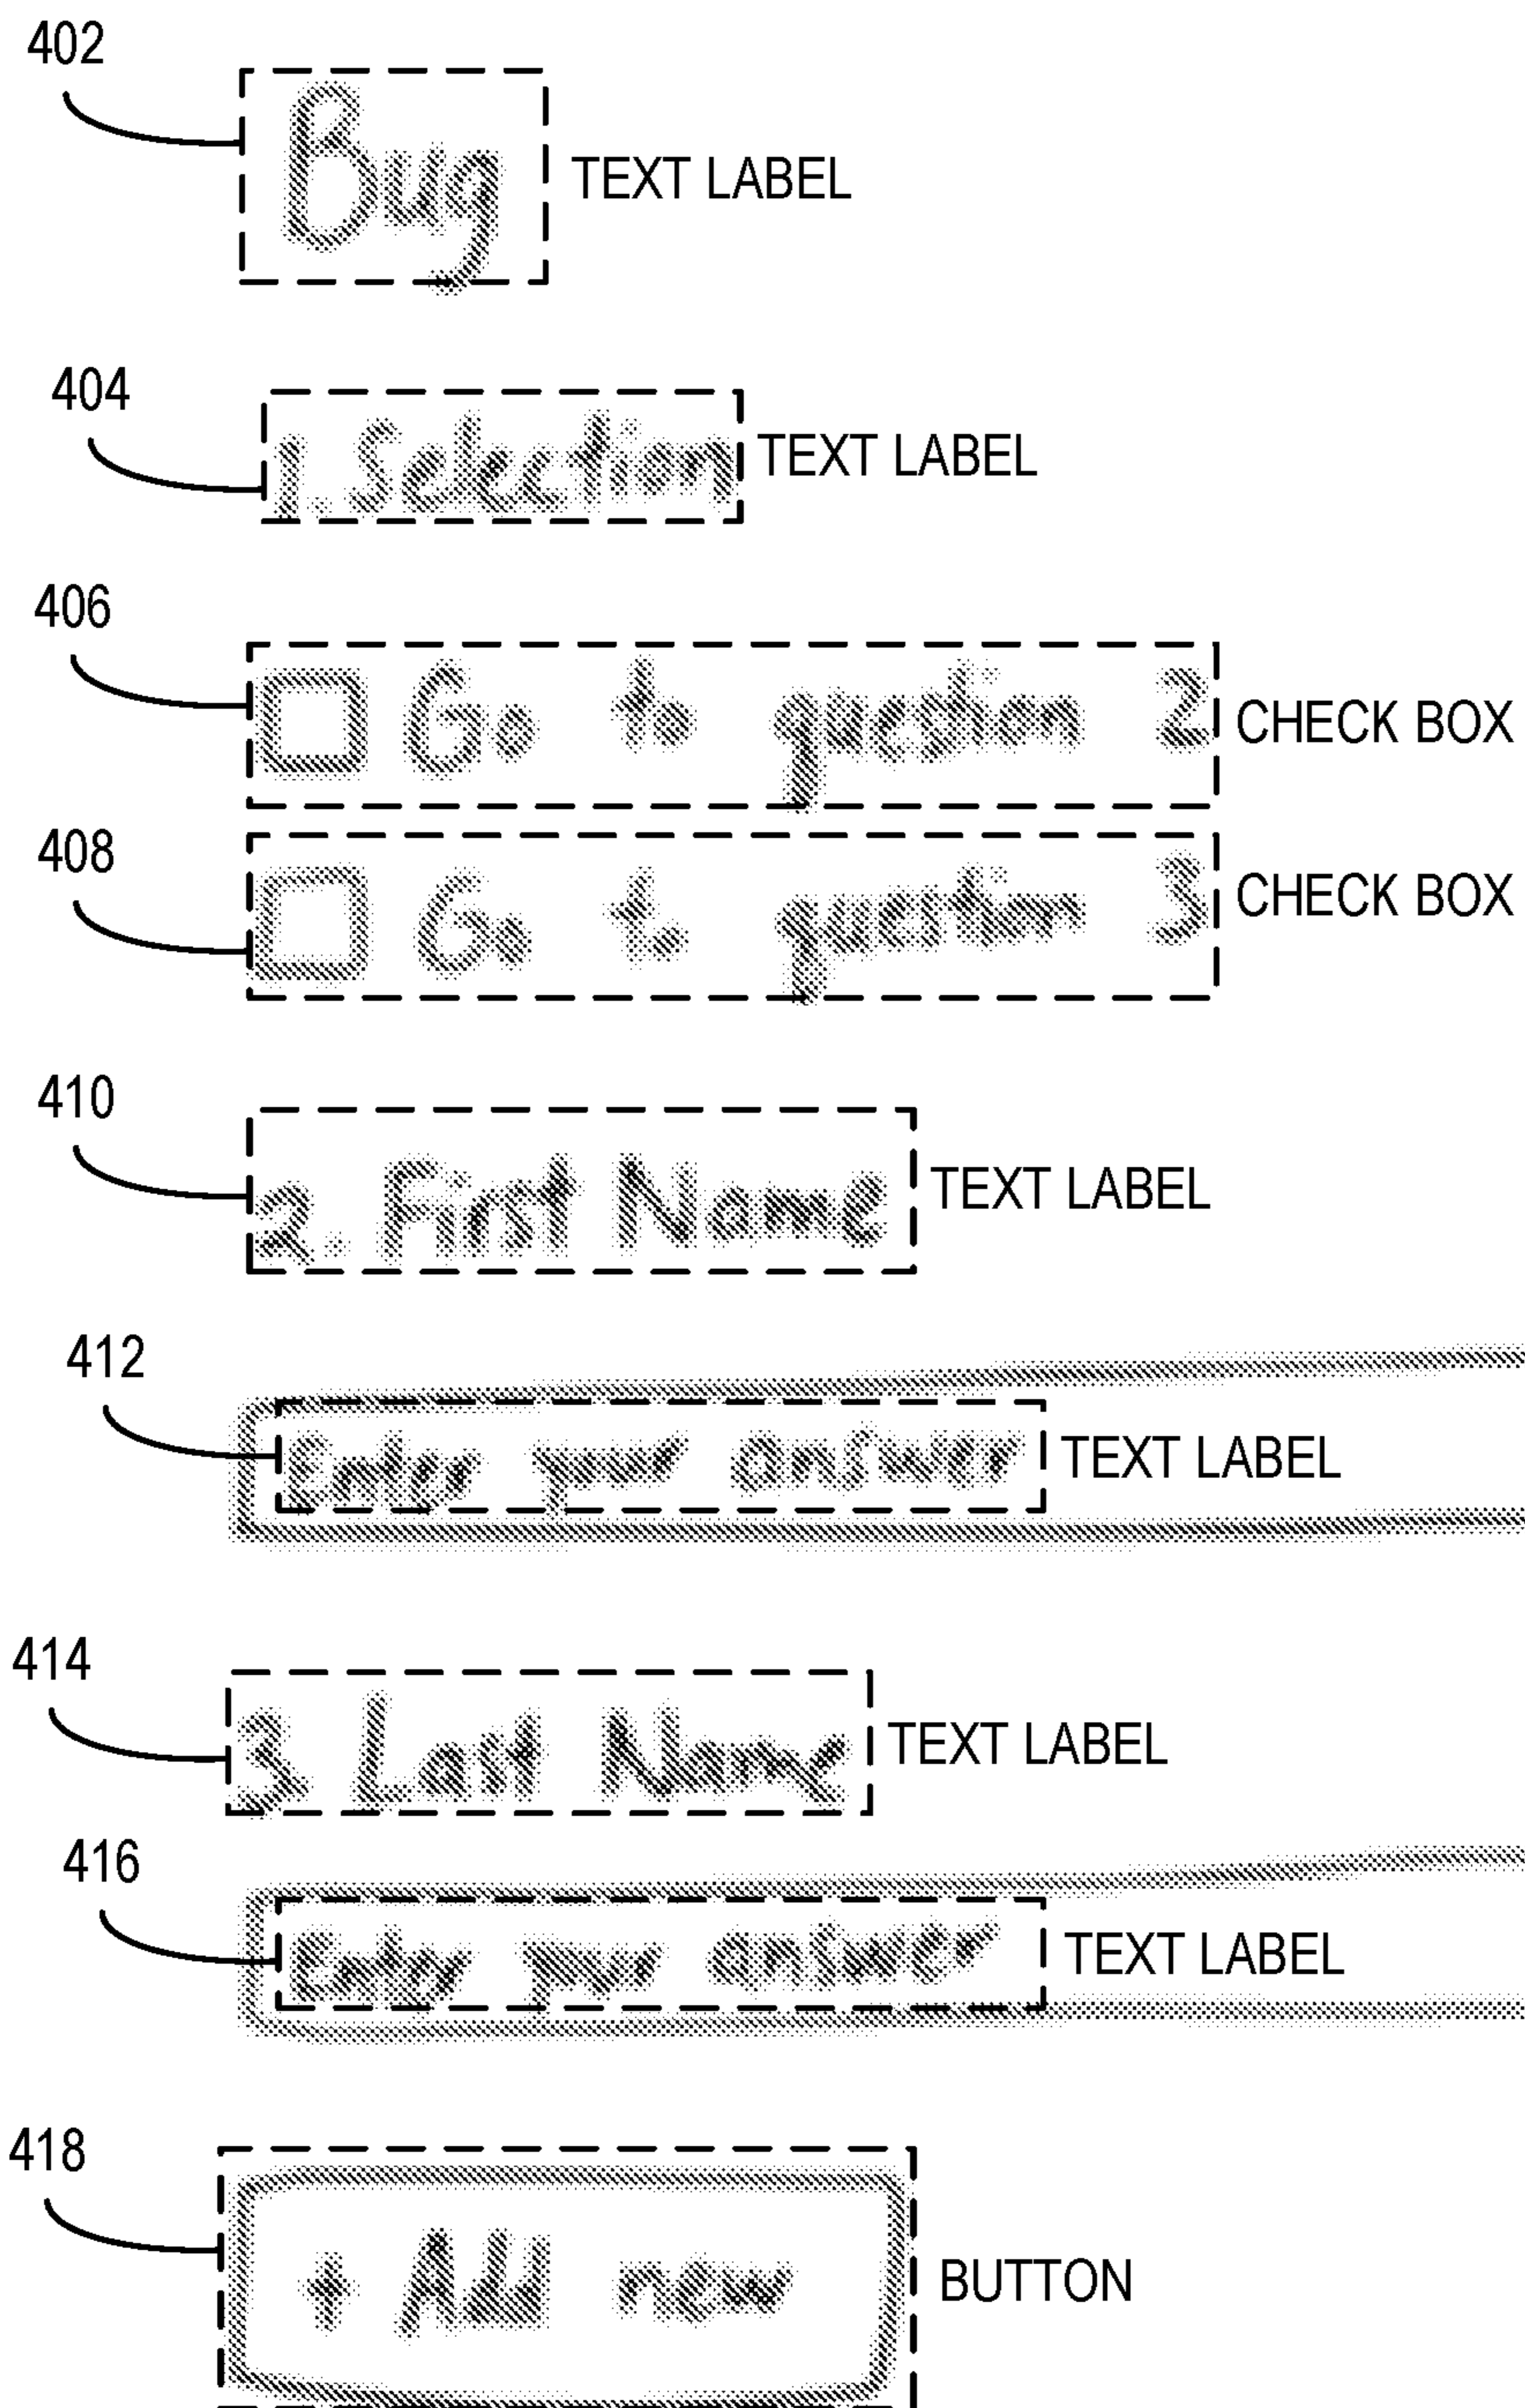 402
Bug TEXT LABEL
404
1. Selection TEXT LABEL
406
Go to question 2 CHECK BOX
408
Go to question 3 CHECK BOX
410
2. First Name TEXT LABEL
412
Enter your answer TEXT LABEL
414
3. Last Name TEXT LABEL
416
Enter your answer TEXT LABEL
418
+ Add new BUTTON